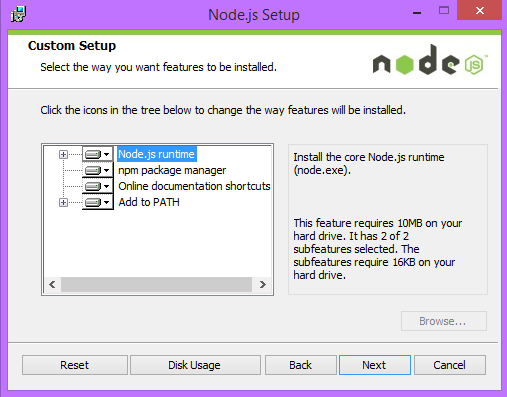 Node.js Setup
Custom Setup
Select the way you want features to be installed.
node
JS
Click the icons in the tree below to change the way features will be installed.
Node.js runtime
npm package manager
Online documentation shortcuts
Add to PATH
Install the core Node.js runtime
(node.exe).
This feature requires 10MB on your
hard drive. It has 2 of 2
subfeatures selected. The
subfeatures require 16KB on your
hard drive.
Browse...
Reset
Disk Usage
Back
Next
Cancel